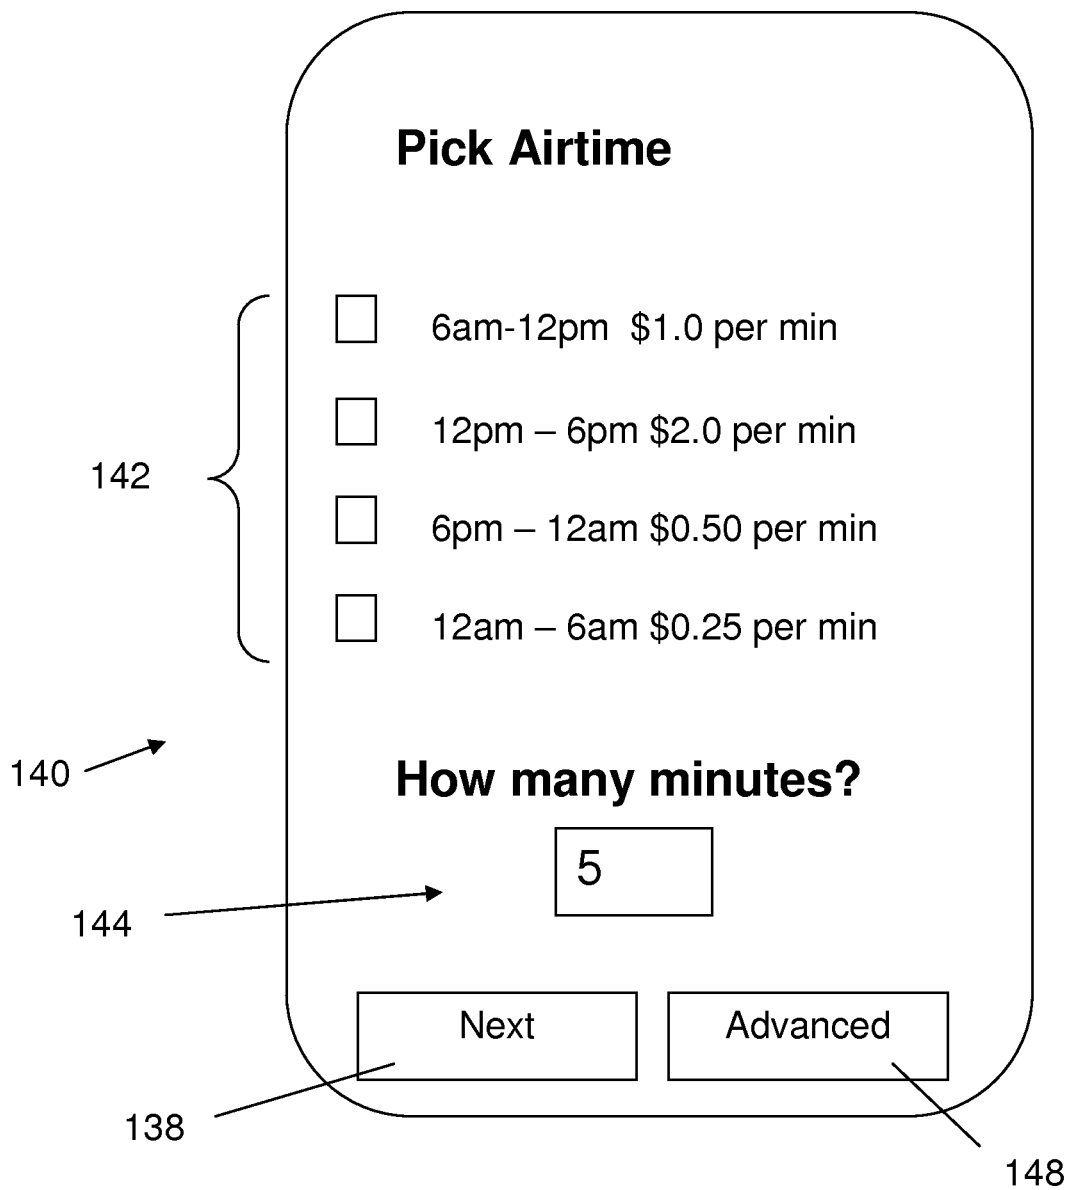 Pick Airtime
6am-12pm  $1.0 per min
12pm – 6pm $2.0 per min
142
6pm – 12am $0.50 per min
12am – 6am $0.25 per min
140
How many minutes?
5
144
Next
Advanced
138
148